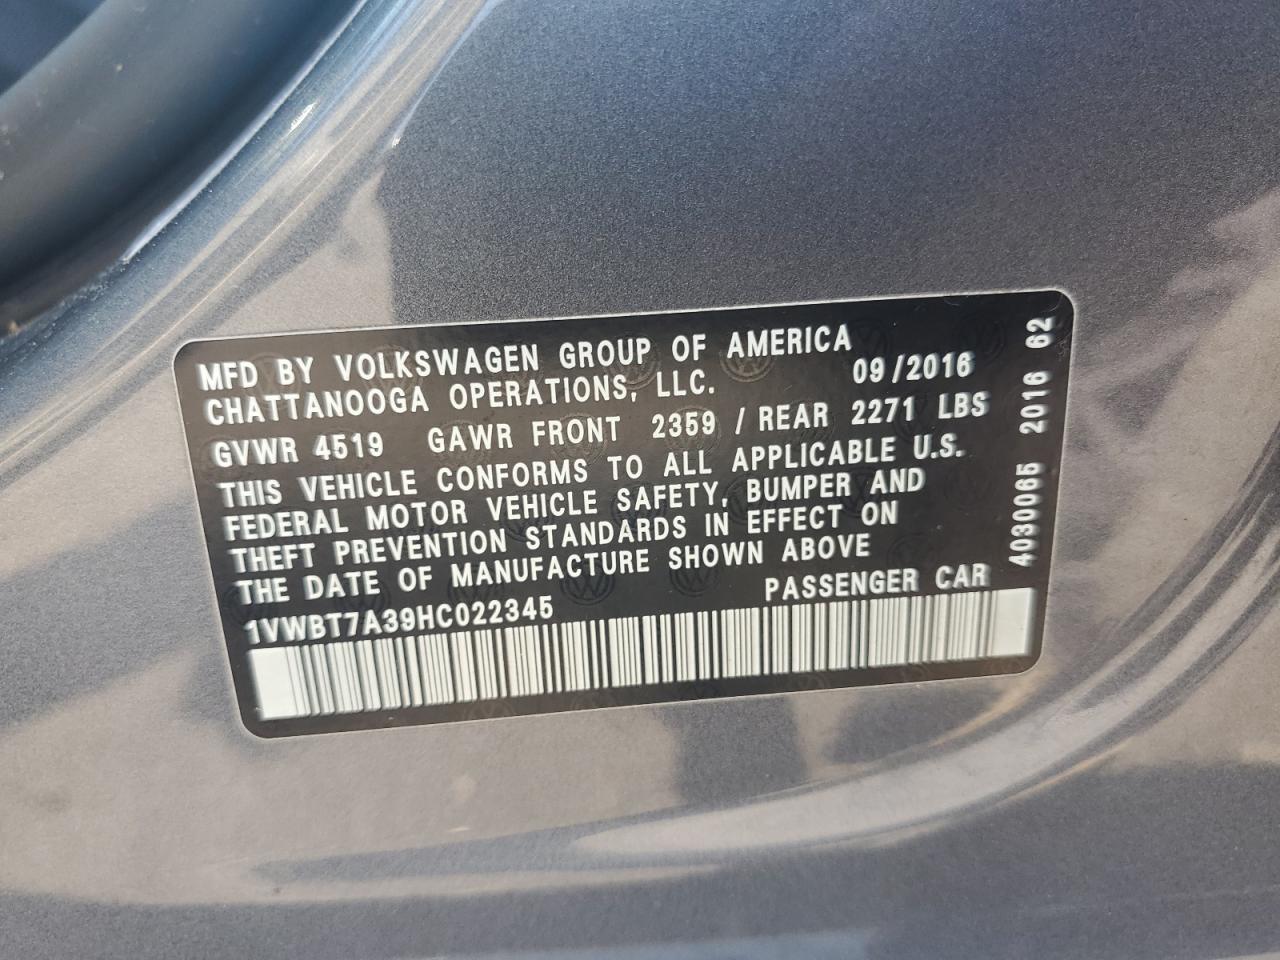 MFD BY VOLKSWAGEN GROUP OF AMERICA
CHATTANOOGA OPERATIONS, LLC. 09/2016
GVWR 4519 GAWR FRONT 2359 / REAR 2271 LBS
THIS VEHICLE CONFORMS TO ALL APPLICABLE U.S.
FEDERAL MOTOR VEHICLE SAFETY, BUMPER AND
THEFT PREVENTION STANDARDS IN EFFECT ON
THE DATE OF MANUFACTURE SHOWN ABOVE
PASSENGER CAR
1VWBT7A39HC022345
4030065 2016 62